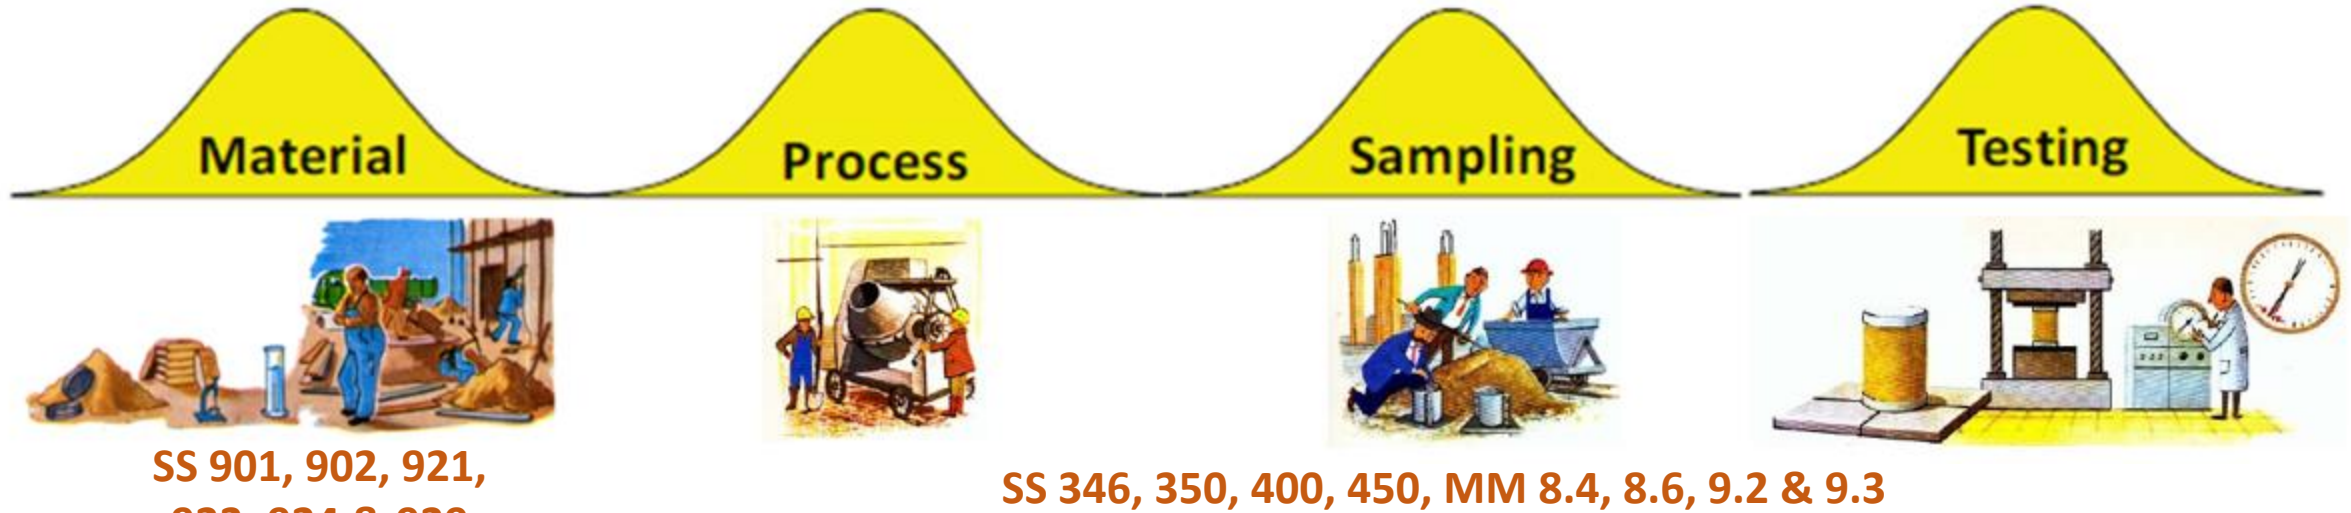 Material
Process
Sampling
Testing
SS 901, 902, 921,
SS 346, 350, 400, 450, MM 8.4, 8.6, 9.2 & 9.3